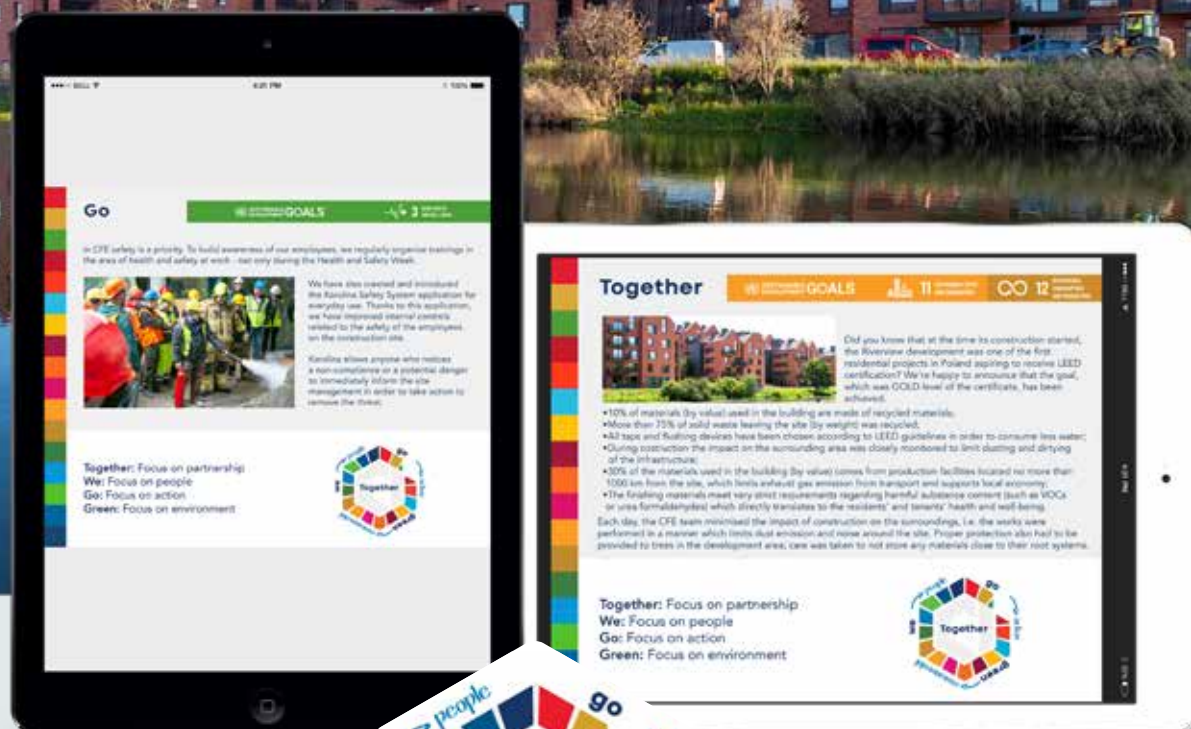 4:21 PM
Go
GOALS
3
In CFE safety is a priority. To build awareness of our employees, we regularly organise trainings in
the area of health and safety at work - not only during the Health and Safety Week.
We have also created and introduced
the Karolina Safety System application for
everyday use. Thanks to this application,
we have improved internal controls
related to the safety of the employees
on the construction site.
Karolina allows anyone who notices
a non-compliance or a potential danger
to immediately inform the site
management in order to take action to
remove the threat.
Together: Focus on partnership
We: Focus on people
Go: Focus on action
Green: Focus on environment
Together
Together
GOALS
11
12
Did you know that at the time its construction started,
the Riverview development was one of the first
residential projects in Poland aspiring to receive LEED
certification? We're happy to announce that the goal,
which was GOLD level of the certificate, has been
achieved.
•10% of materials (by value) used in the building are made of recycled materials;
•More than 75% of solid waste leaving the site (by weight) was recycled;
•All taps and flushing devices have been chosen according to LEED guidelines in order to consume less water;
•During costruction the impact on the surrounding area was closely monitored to limit dusting and dirtying
of the infrastructure;
•30% of the materials used in the building (by value) comes from production facilities located no more than
1000 km from the site, which limits exhaust gas emission from transport and supports local economy;
•The finishing materials meet very strict requirements regarding harmful substance content (such as VOCs
or urea formaldehydes) which directly translates to the residents' and tenants' health and well-being.
Each day, the CFE team minimised the impact of construction on the surroundings, i.e. the works were
performed in a manner which limits dust emission and noise around the site. Proper protection also had to be
provided to trees in the development area; care was taken to not store any materials close to their root systems.
Together: Focus on partnership
We: Focus on people
Go: Focus on action
Green: Focus on environment
people
go
we
Together
green
people
go